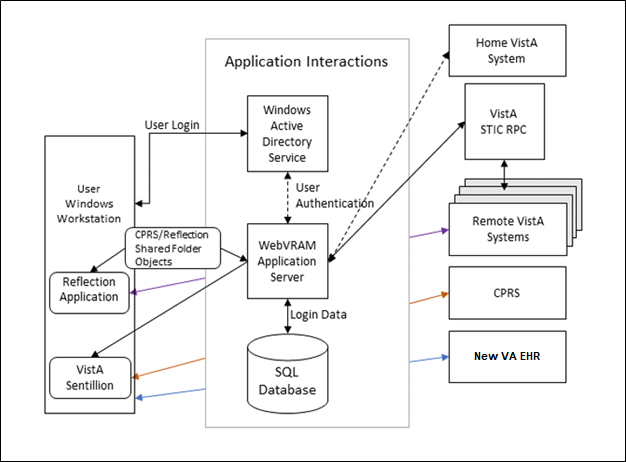 Application Interactions
Home VistA
System
VistA
STIC RPC
Windows
Active
Directory
Service
User Login
User
Windows
Workstation
User
Authentication
CPRS/Reflection
Shared Folder
Objects
WebVRAM
Application
Server
Remote VistA
Systems
Reflection
Application
CPRS
Login Data
New VA EHR
VistA
Sentillion
SQL
Database